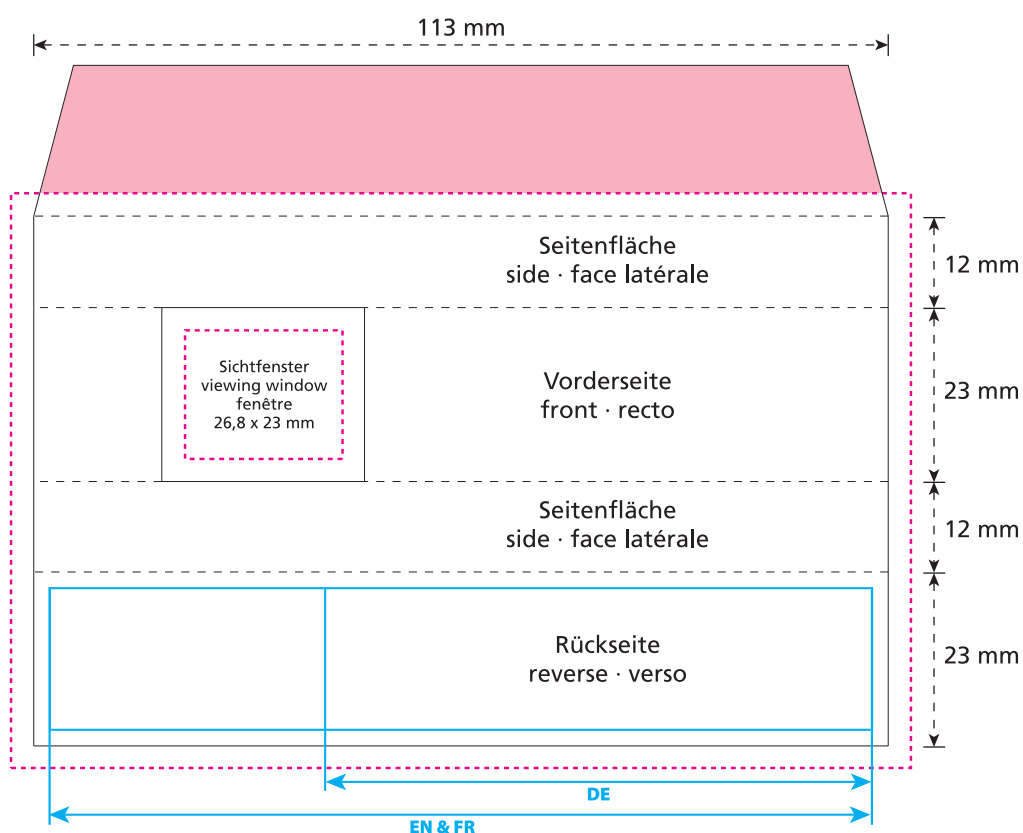 113 mm
Seitenfläche
side · face latérale
12 mm
Sichtfenster
viewing window
fenêtre
26,8 x 23 mm
Vorderseite
front · recto
23 mm
Seitenfläche
side · face latérale
12 mm
Rückseite
reverse · verso
23 mm
DE
EN & FR